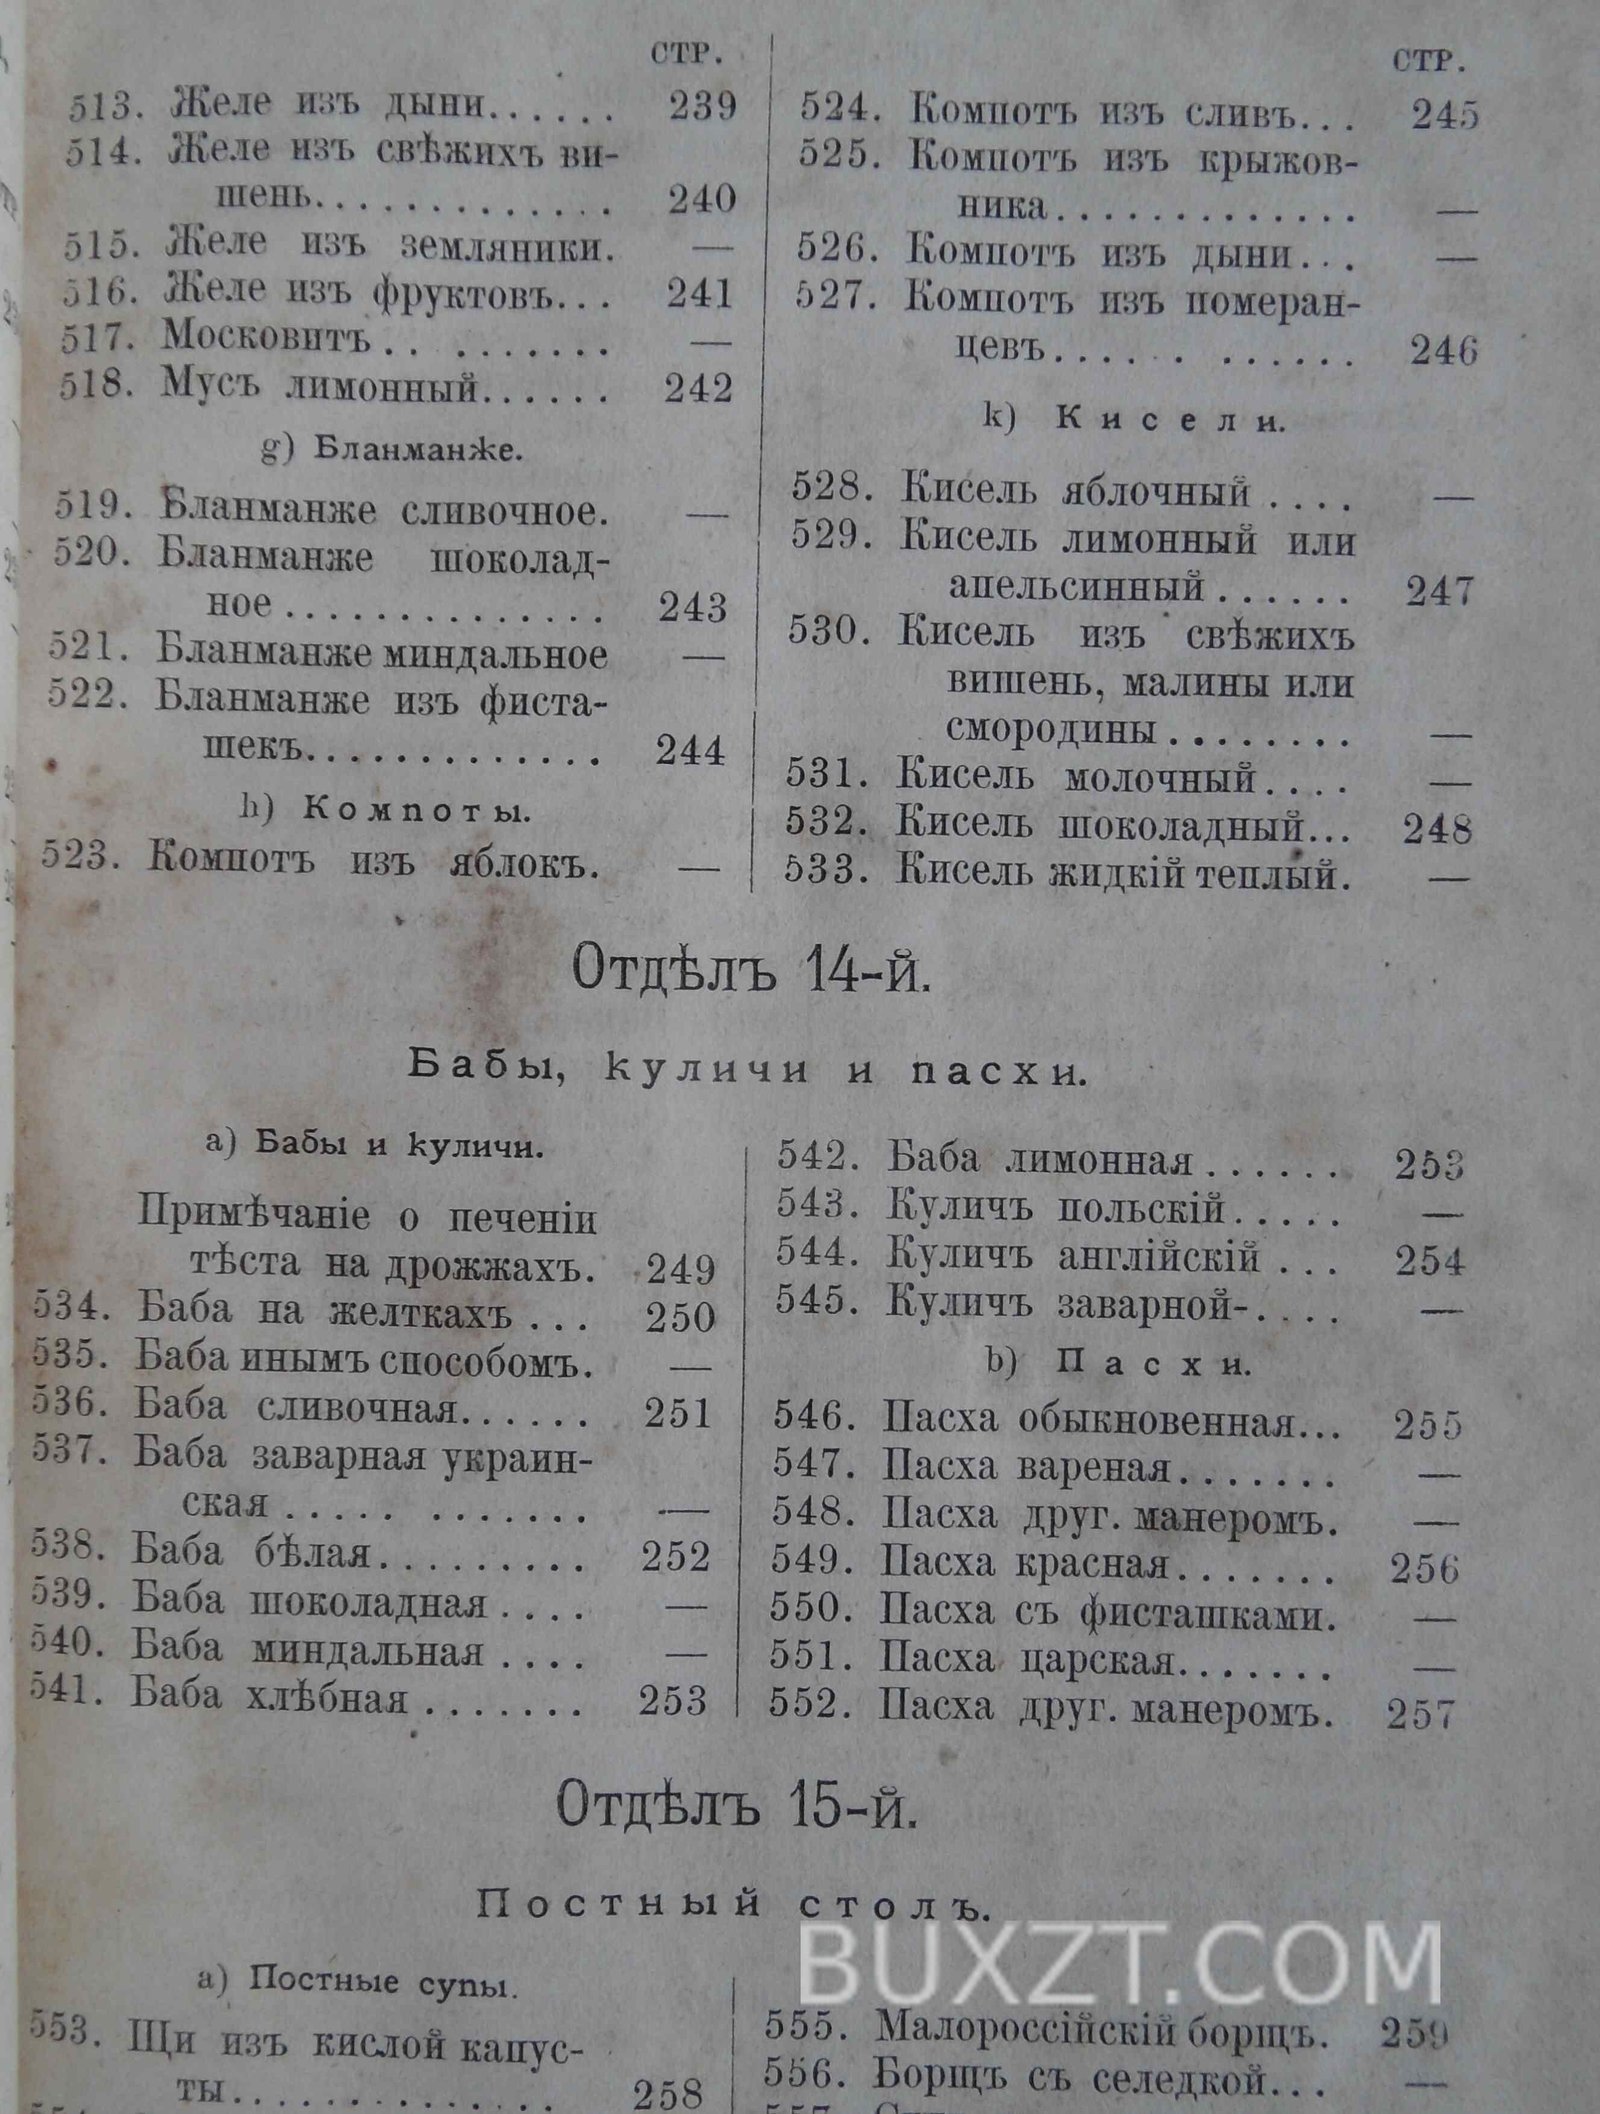 СТР.
513. Желе изъ дыни...... 239
514. Желе изъ свѣжихъ ви-
шень............. 240
515. Желе изъ земляники. —
516. Желе изъ фруктовъ... 241
517. Московитъ.. ....... —
518. Мусъ лимонный...... 242
g) Бланманже.
519. Бланманже сливочное. —
520. Бланманже шоколад-
ное.............. 243
521. Бланманже миндальное —
522. Бланманже изъ фиста-
шекъ............. 244
h) Компоты.
523. Компотъ изъ яблокъ. —
СТР.
524. Компотъ изъ сливъ... 245
525. Компотъ изъ крыжов-
ника............. —
526. Компотъ изъ дыни... —
527. Компотъ изъ померан-
цевъ..... . ...... 246
k) Кисели.
528. Кисель яблочный.... —
529. Кисель лимонный или
апельсинный...... 247
530. Кисель изъ свѣжихъ
вишень, малины или
смородины........ —
531. Кисель молочный.... —
532. Кисель шоколадный... 248
533. Кисель жидкій теплый. —
Отдѣлъ 14-й.
Бабы, куличи и пасхи.
a) Бабы и куличи.
Примѣчаніе о печеніи
тѣста на дрожжахъ. 249
534. Баба на желткахъ... 250
535. Баба инымъ способомъ. —
536. Баба сливочная...... 251
537. Баба заварная украин-
ская..... ....... —
538. Баба бѣлая......... 252
539. Баба шоколадная.... —
540. Баба миндальная.... —
541. Баба хлѣбная....... 253
542. Баба лимонная...... 253
543. Куличъ польскій..... —
544. Куличъ англійскій... 254
545. Куличъ заварной-.... —
b) Пасхи.
546. Пасха обыкновенная... 255
547. Пасха вареная....... —
548. Пасха друг. манеромъ. —
549. Пасха красная....... 256
550. Пасха съ фисташками. —
551. Пасха царская....... —
552. Пасха друг. манеромъ. 257
Отдѣлъ 15-й.
Постный столъ.
a) Постные супы.
553. Щи изъ кислой капус-
ты.............. 258
555. Малороссійскій борщъ. 259
556. Борщъ съ селедкой... —
BUXZT.COM